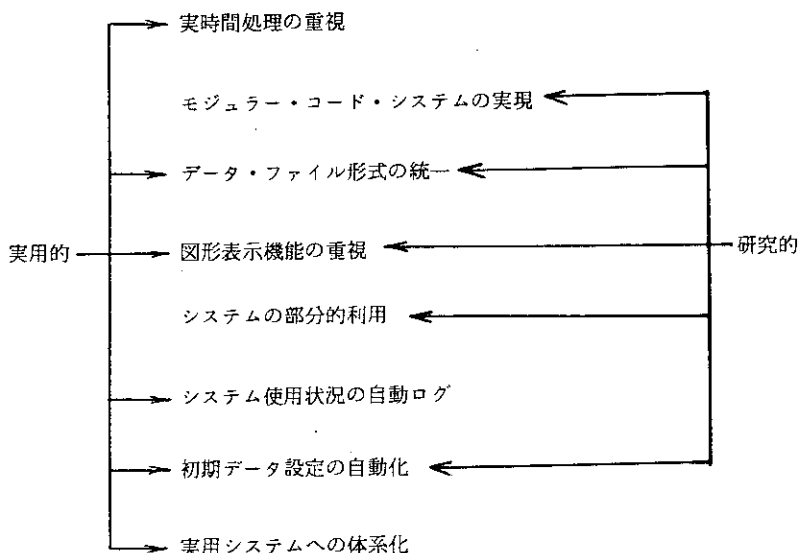 実時間処理の重視
モジュラー・コード・システムの実現
データ・ファイル形式の統一
実用的
図形表示機能の重視
研究的
システムの部分的利用
システム使用状況の自動ログ
初期データ設定の自動化
実用システムへの体系化